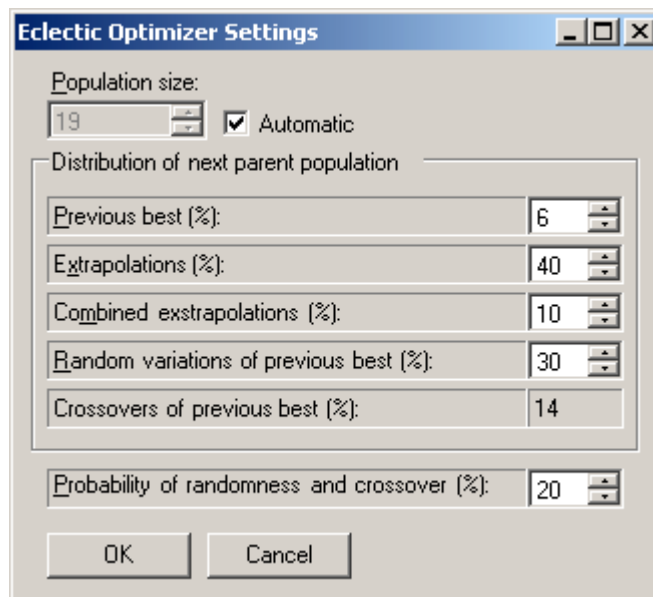 Eclectic Optimizer Settings
Population size:
19 Automatic
Distribution of next parent population
Previous best (%): 6
Extrapolations (%): 40
Combined exstrapolations (%): 10
Random variations of previous best (%): 30
Crossovers of previous best (%): 14
Probability of randomness and crossover (%): 20
OK Cancel